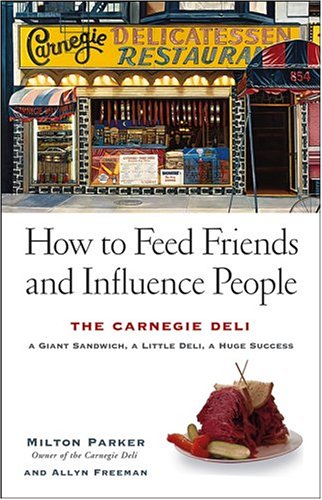 Carnegie DELICATESSEN
RESTAURA
854
How to Feed Friends
and Influence People
THE CARNEGIE DELI
A GIANT SANDWICH, A LITTLE DELI, A HUGE SUCCESS
MILTON PARKER
Owner of the Carnegie Deli
AND ALLYN FREEMAN